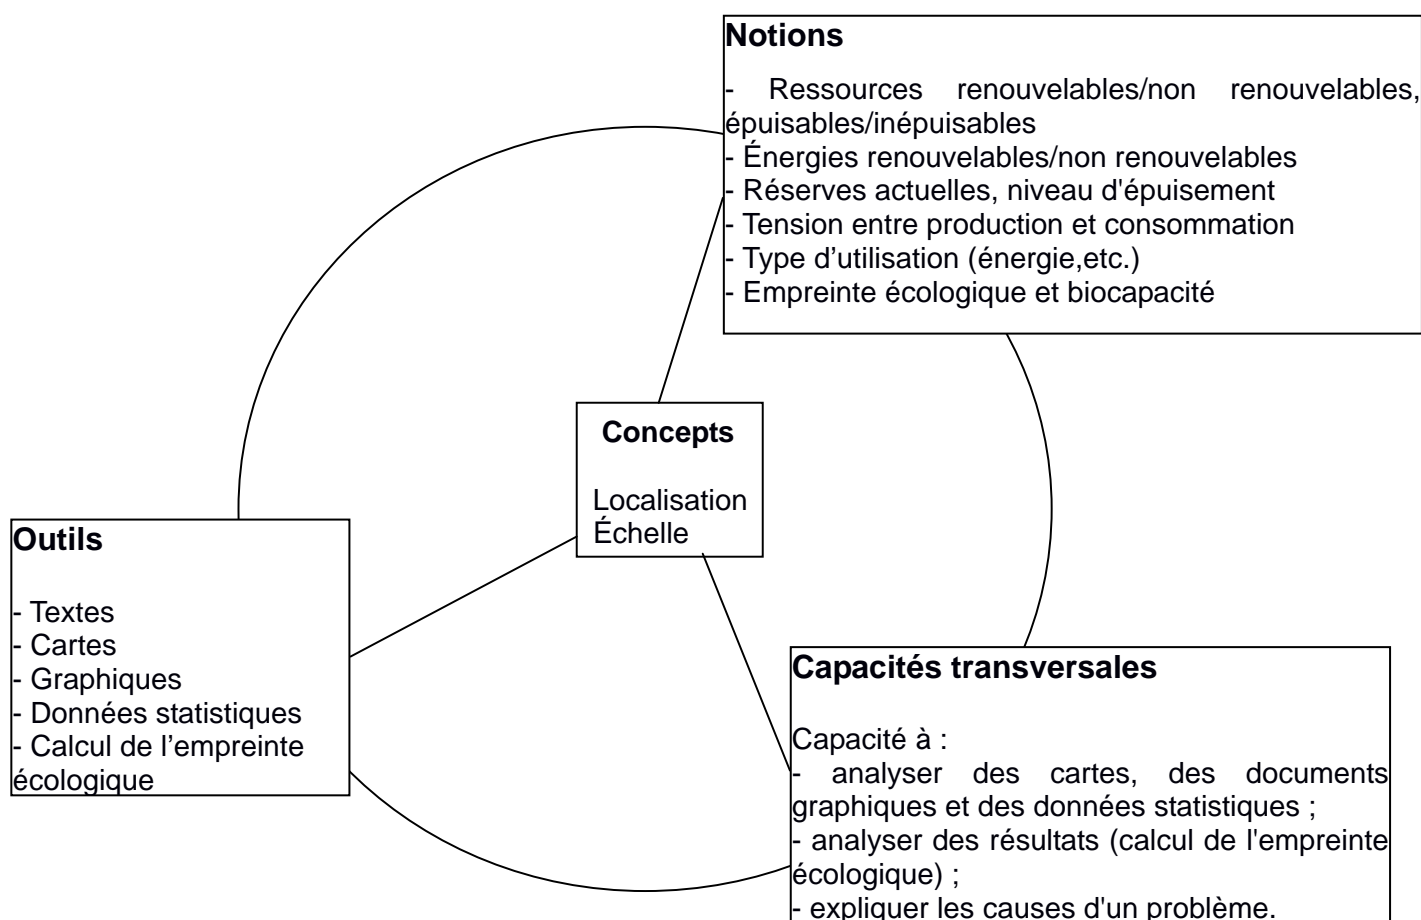 Notions
- Ressources renouvelables/non renouvelables,
épuisables/inépuisables
- Énergies renouvelables/non renouvelables
- Réserves actuelles, niveau d'épuisement
- Tension entre production et consommation
- Type d’utilisation (énergie,etc.)
- Empreinte écologique et biocapacité
Concepts
Localisation
Échelle
Outils
- Textes
- Cartes
- Graphiques
- Données statistiques
- Calcul de l’empreinte
écologique
Capacités transversales
Capacité à :
- analyser des cartes, des documents
graphiques et des données statistiques ;
- analyser des résultats (calcul de l'empreinte
écologique) ;
- expliquer les causes d'un problème.